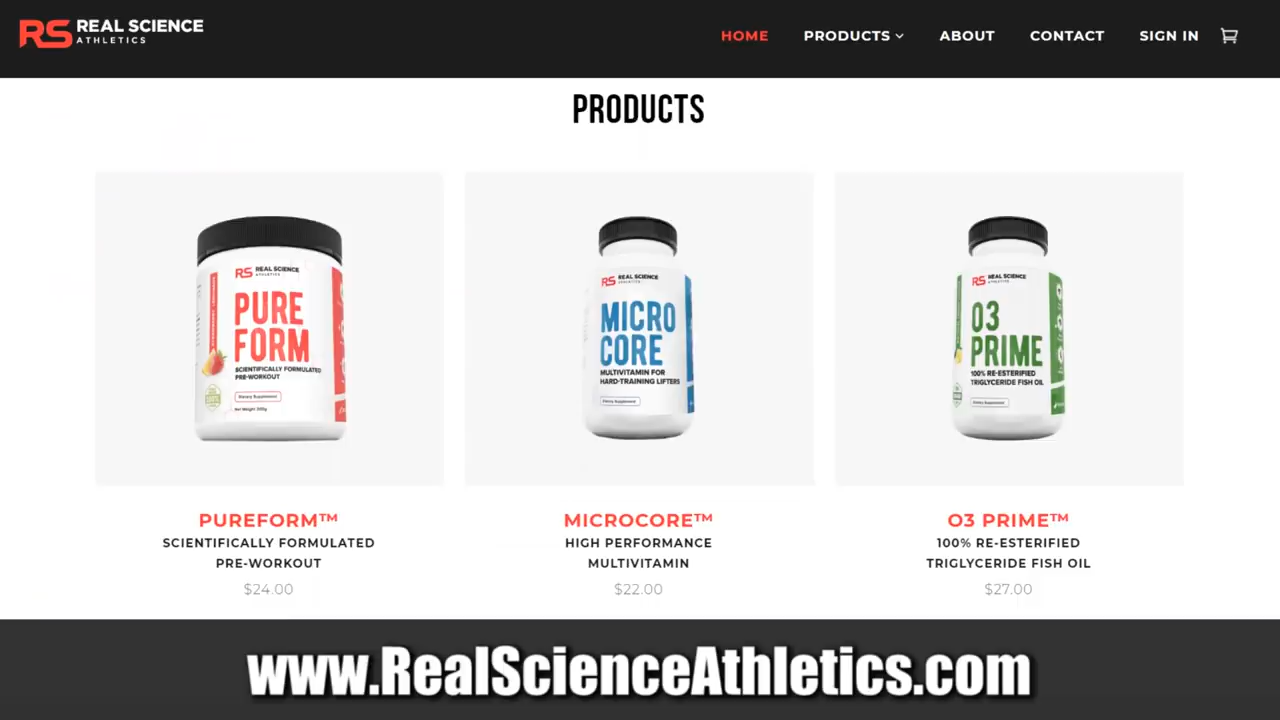 RS REAL SCIENCE
ATHLETICS
HOME PRODUCTS ABOUT CONTACT SIGN IN
PRODUCTS
RS REAL SCIENCE
ATHLETICS
PURE
FORM
SCIENTIFICALLY FORMULATED
PRE-WORKOUT
Dietary Supplement
RS REAL SCIENCE
ATHLETICS
MICRO
CORE
MULTIVITAMIN FOR
HARD-TRAINING LIFTERS
Dietary Supplement
RS REAL SCIENCE
ATHLETICS
O3
PRIME
100% RE-ESTERIFIED
TRIGLYCERIDE FISH OIL
Dietary Supplement
PUREFORM™
SCIENTIFICALLY FORMULATED
PRE-WORKOUT
$24.00
MICROCORE™
HIGH PERFORMANCE
MULTIVITAMIN
$22.00
O3 PRIME™
100% RE-ESTERIFIED
TRIGLYCERIDE FISH OIL
$27.00
www.RealScienceAthletics.com